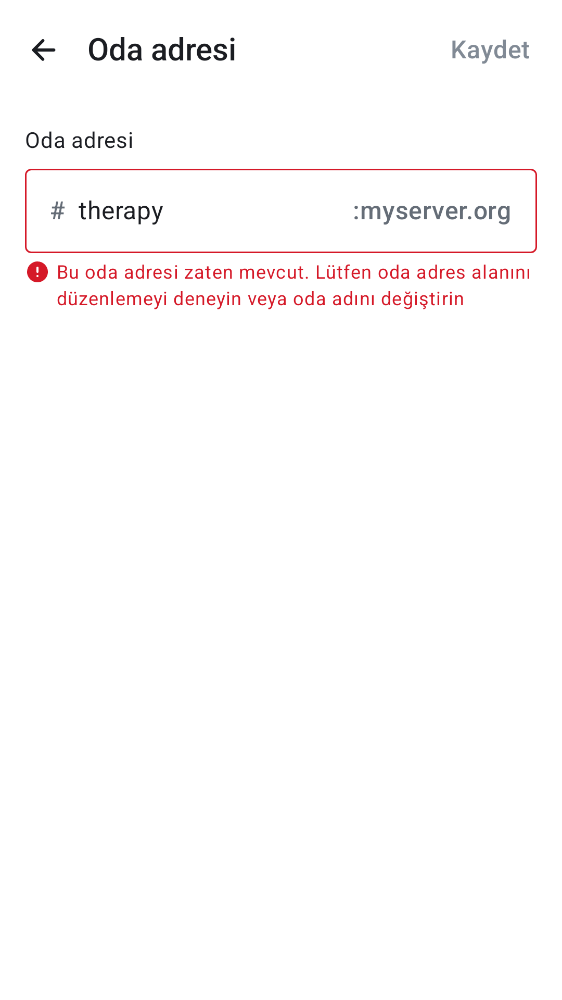 Oda adresi
Kaydet
Oda adresi
# therapy :myserver.org
Bu oda adresi zaten mevcut. Lütfen oda adres alanını
düzenlemeyi deneyin veya oda adını değiştirin